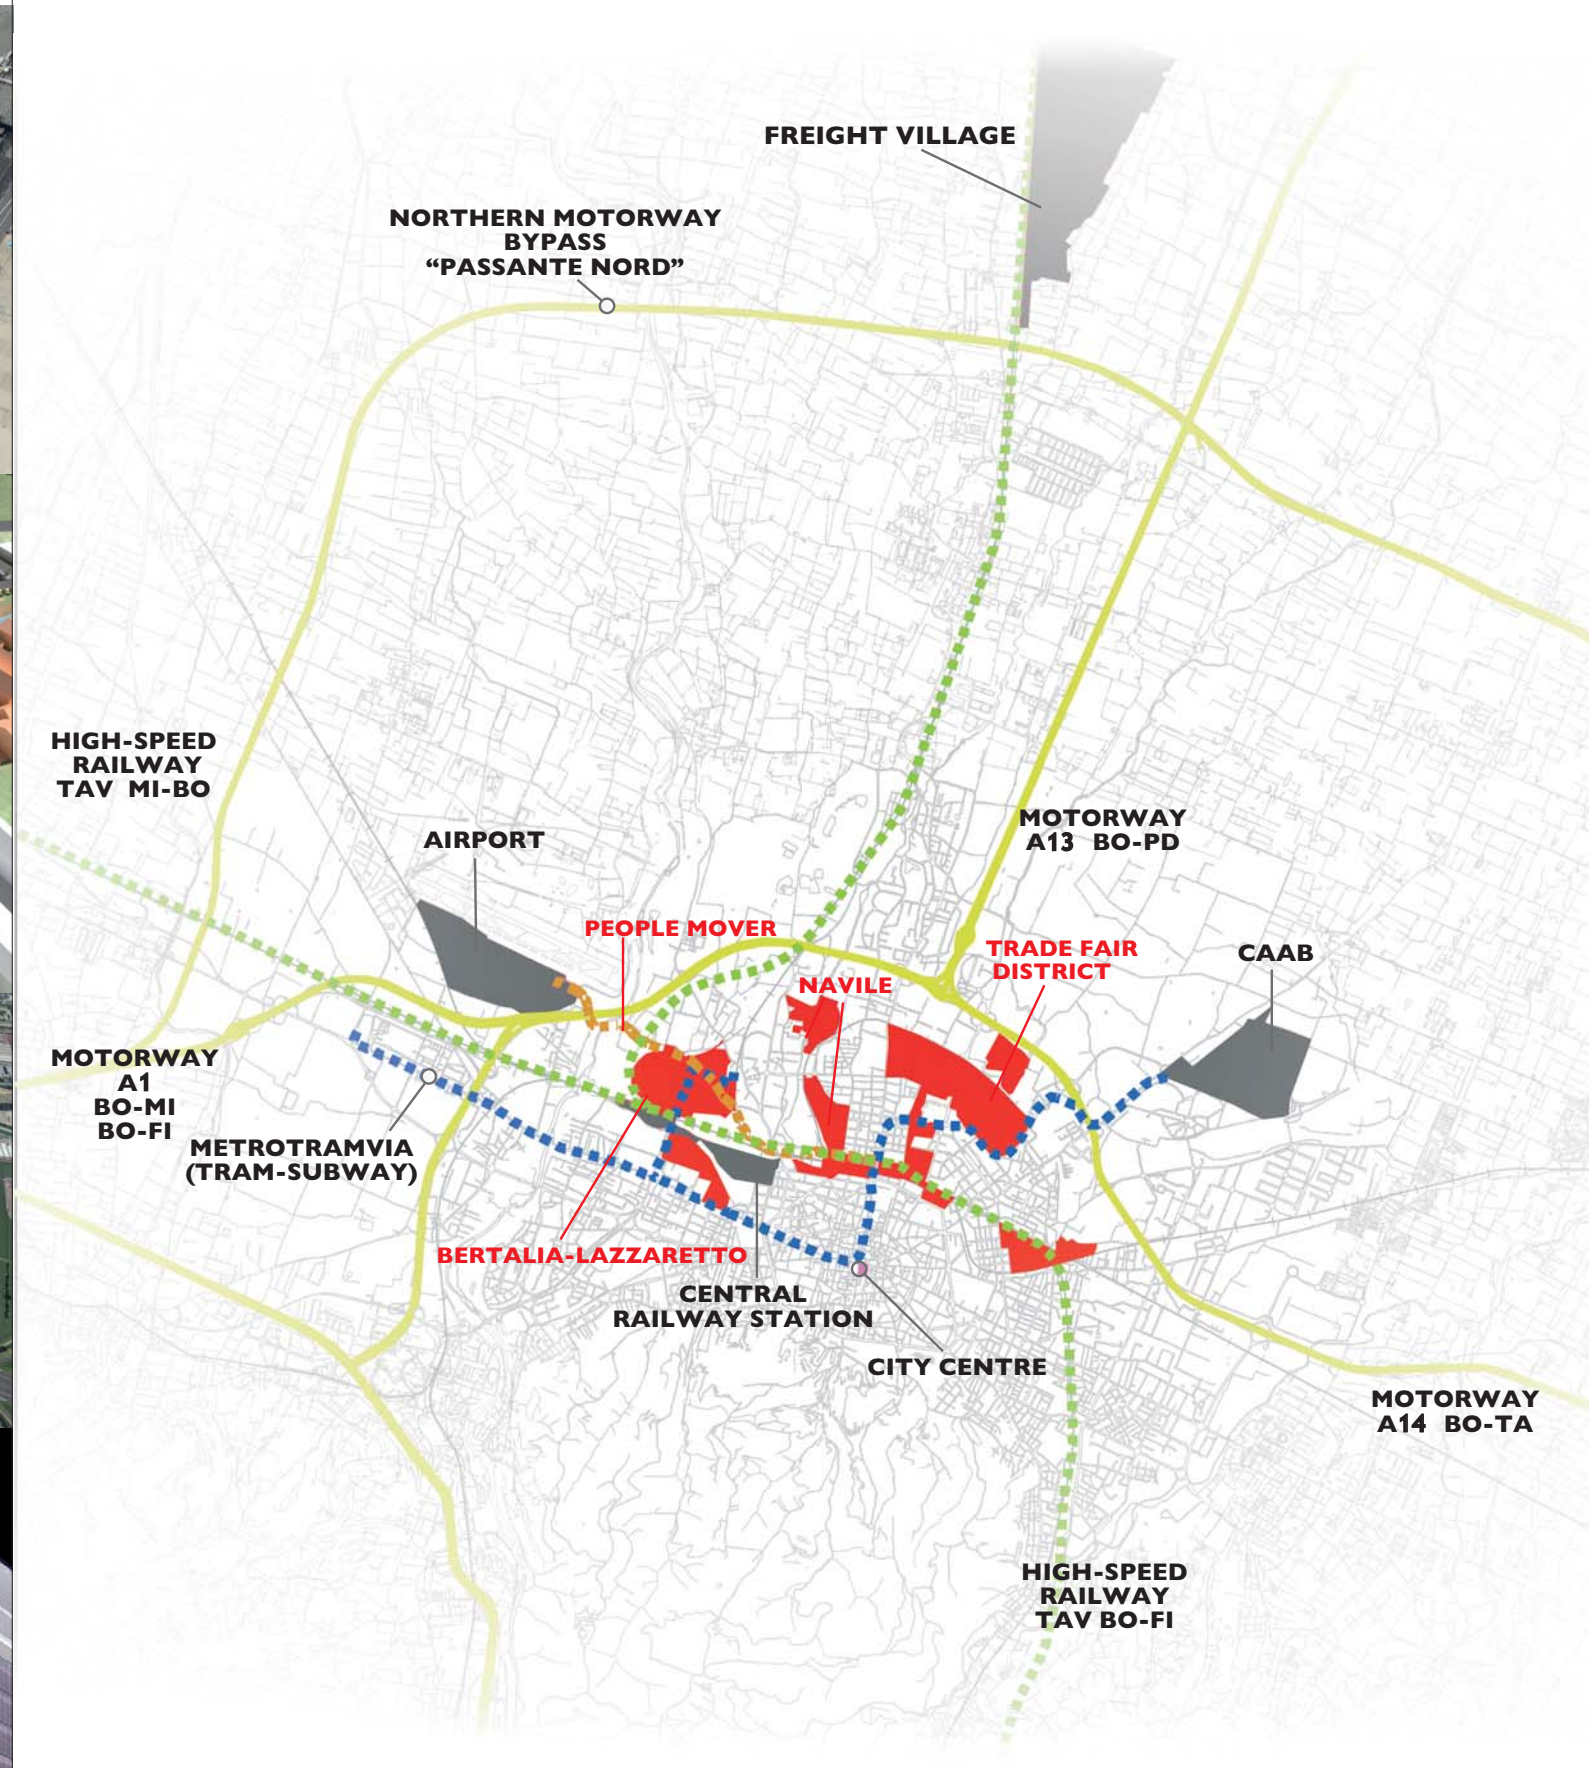 FREIGHT VILLAGE
NORTHERN MOTORWAY
BYPASS
“PASSANTE NORD”
HIGH-SPEED
RAILWAY
TAV MI-BO
AIRPORT
MOTORWAY
A13 BO-PD
PEOPLE MOVER
TRADE FAIR
DISTRICT
CAAB
NAVILE
MOTORWAY
A1
BO-MI
BO-FI
METROTRAMVIA
(TRAM-SUBWAY)
BERTALIA-LAZZARETTO
CENTRAL
RAILWAY STATION
CITY CENTRE
MOTORWAY
A14 BO-TA
HIGH-SPEED
RAILWAY
TAV BO-FI